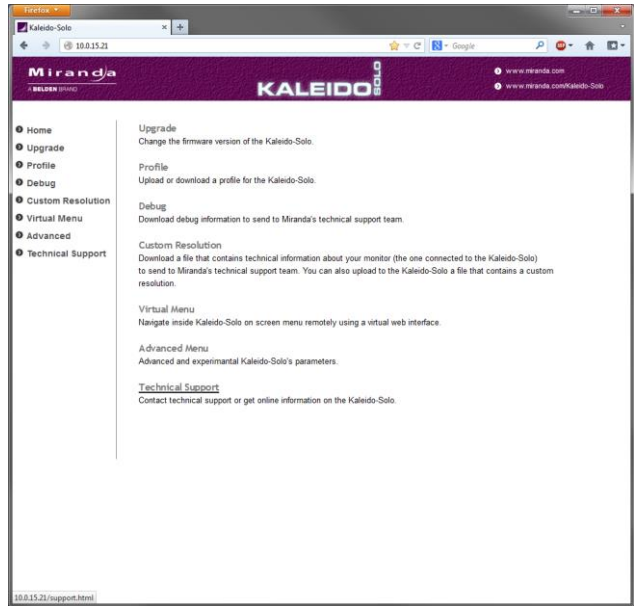 Firefox
Kaleido-Solo
10.0.15.21
Google
Miranda
A BELDEN BRAND
KALEIDO SOLO
www.miranda.com
www.miranda.com/Kaleido-Solo
Home
Upgrade
Profile
Debug
Custom Resolution
Virtual Menu
Advanced
Technical Support
Upgrade
Change the firmware version of the Kaleido-Solo.
Profile
Upload or download a profile for the Kaleido-Solo.
Debug
Download debug information to send to Miranda's technical support team.
Custom Resolution
Download a file that contains technical information about your monitor (the one connected to the Kaleido-Solo)
to send to Miranda's technical support team. You can also upload to the Kaleido-Solo a file that contains a custom
resolution.
Virtual Menu
Navigate inside Kaleido-Solo on screen menu remotely using a virtual web interface.
Advanced Menu
Advanced and experimantal Kaleido-Solo's parameters.
Technical Support
Contact technical support or get online information on the Kaleido-Solo.
10.0.15.21/support.html